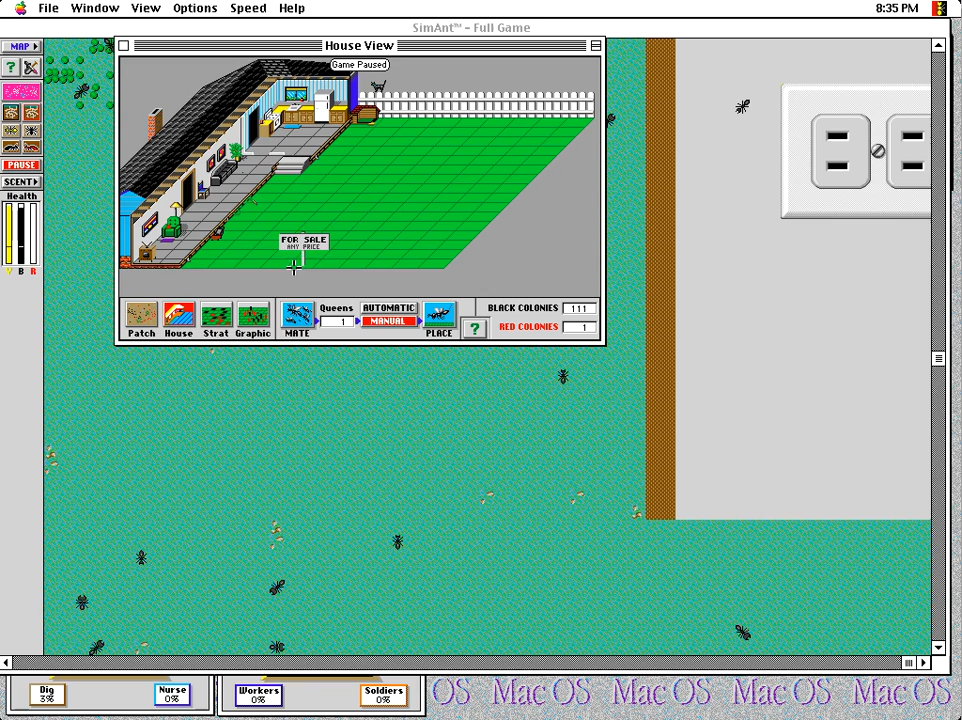 File Window View Options Speed Help 8:35 PM
SimAnt™ – Full Game
MAP
House View
Game Paused
?
PAUSE
SCENT
Health
Y B R
FOR SALE
ANY PRICE
Patch House Strat Graphic
MATE
Queens
1
AUTOMATIC
MANUAL
PLACE
?
BLACK COLONIES 111
RED COLONIES 1
Dig
3%
Nurse
0%
Workers
0%
Soldiers
0%
OS Mac OS Mac OS Mac OS Mac OS